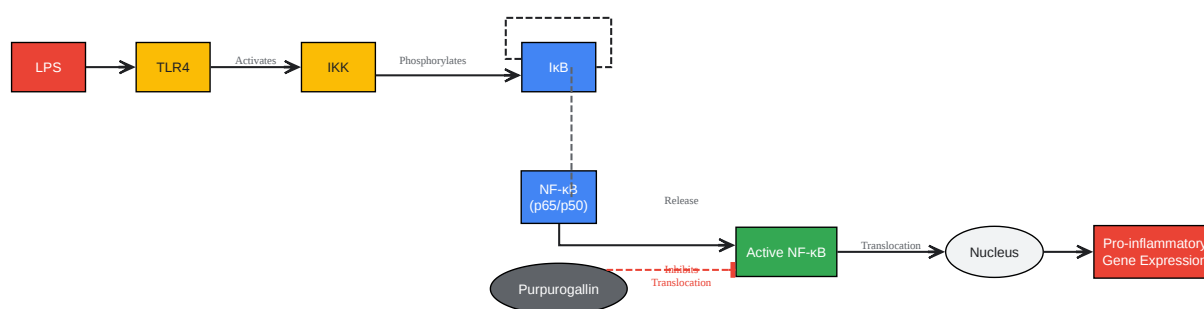 LPS
TLR4
Activates
IKK
Phosphorylates
IκB
NF-κB
(p65/p50)
Release
Active NF-κB
Translocation
Nucleus
Pro-inflammatory
Gene Expression
Purpurogallin
Inhibits
Translocation